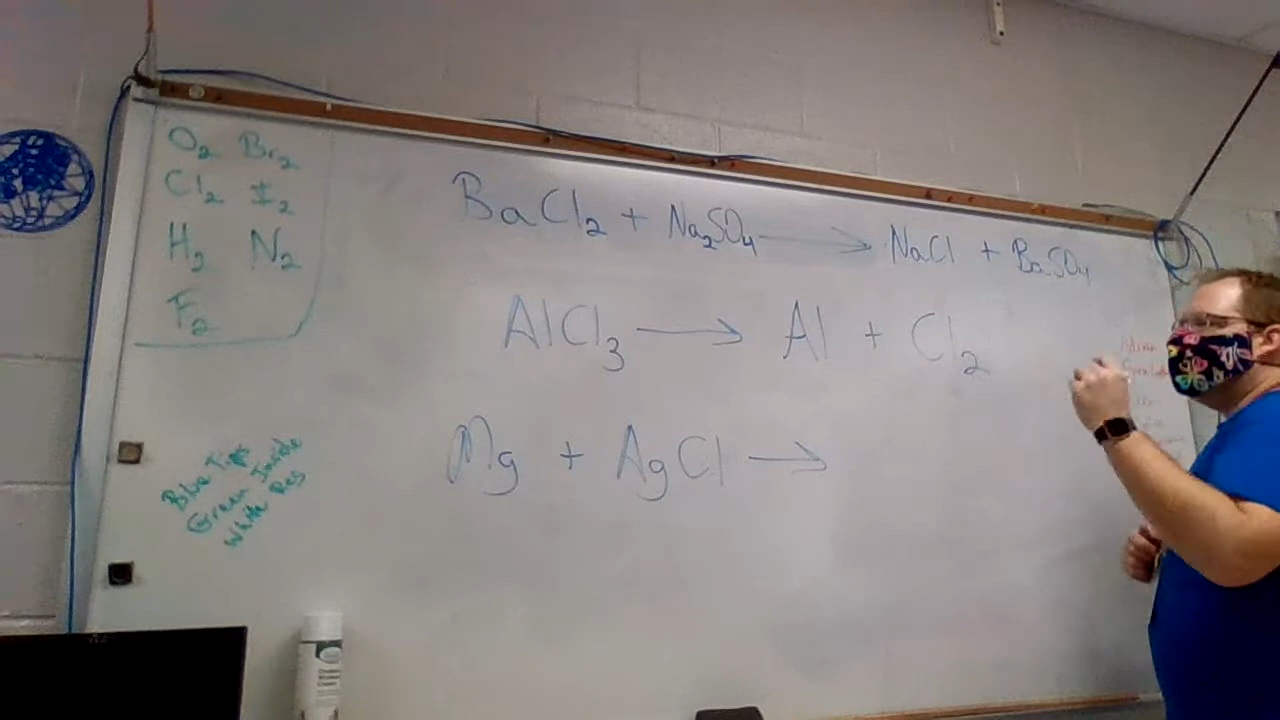 O₂ Br₂
Cl₂ I₂
H₂ N₂
F₂
BaCl₂ + Na₂SO₄ → NaCl + BaSO₄
AlCl₃ → Al + Cl₂
Mg + AgCl →
Blue Tips
Green Inside
White Res